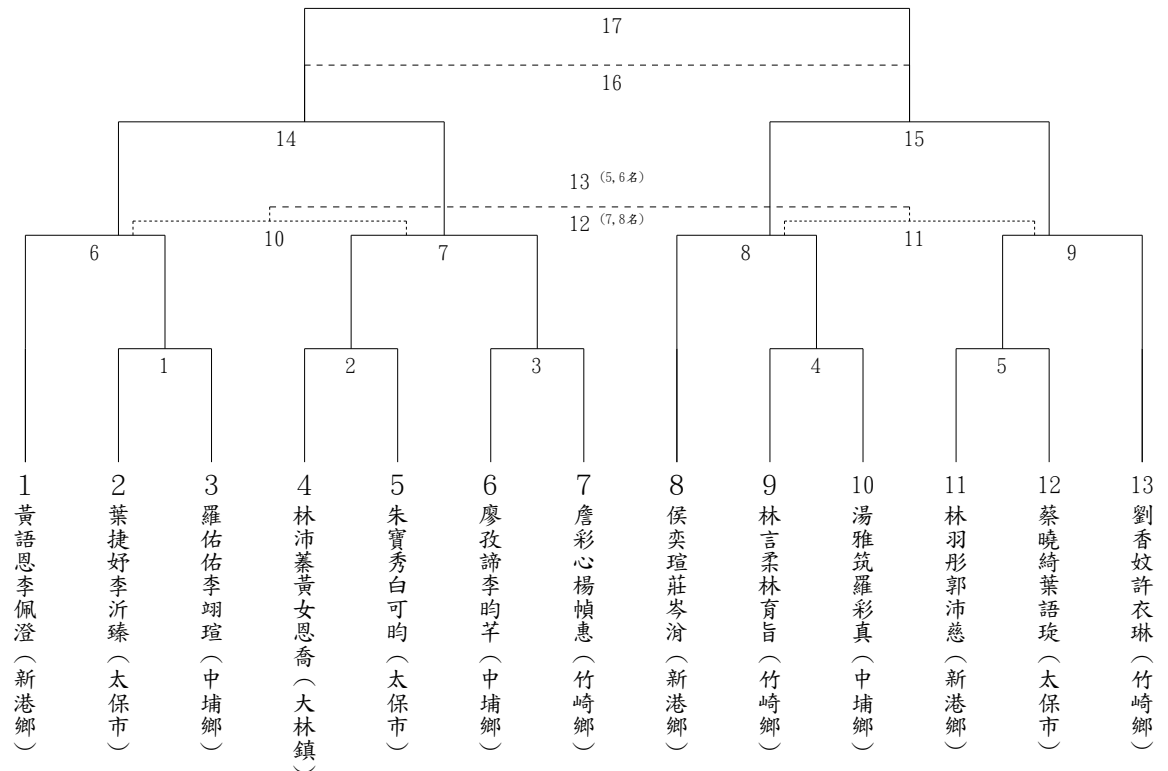 17
16
14
15
13 (5,6名)
12 (7,8名)
6
10
7
8
11
9
1
2
3
4
5
1 黃語恩李佩澄(新港鄉)
2 葉捷妤李沂臻(太保市)
3 羅佑佑李翊瑄(中埔鄉)
4 林沛蓁黃女恩喬(大林鎮)
5 朱寶秀白可昀(太保市)
6 廖孜諦李昀芊(中埔鄉)
7 詹彩心楊幀惠(竹崎鄉)
8 侯奕瑄莊岑淯(新港鄉)
9 林言柔林育旨(竹崎鄉)
10 湯雅筑羅彩真(中埔鄉)
11 林羽彤郭沛慈(新港鄉)
12 蔡曉綺葉語琁(太保市)
13 劉香妏許衣琳(竹崎鄉)